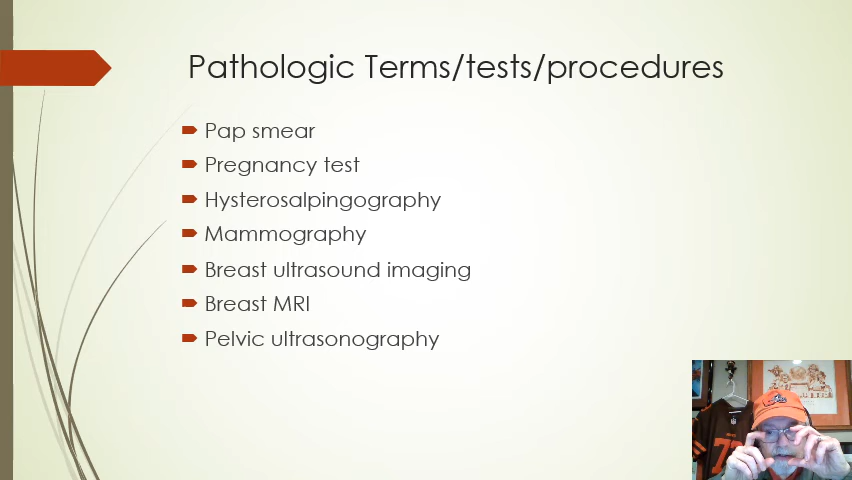 Pathologic Terms/tests/procedures
Pap smear
Pregnancy test
Hysterosalpingography
Mammography
Breast ultrasound imaging
Breast MRI
Pelvic ultrasonography